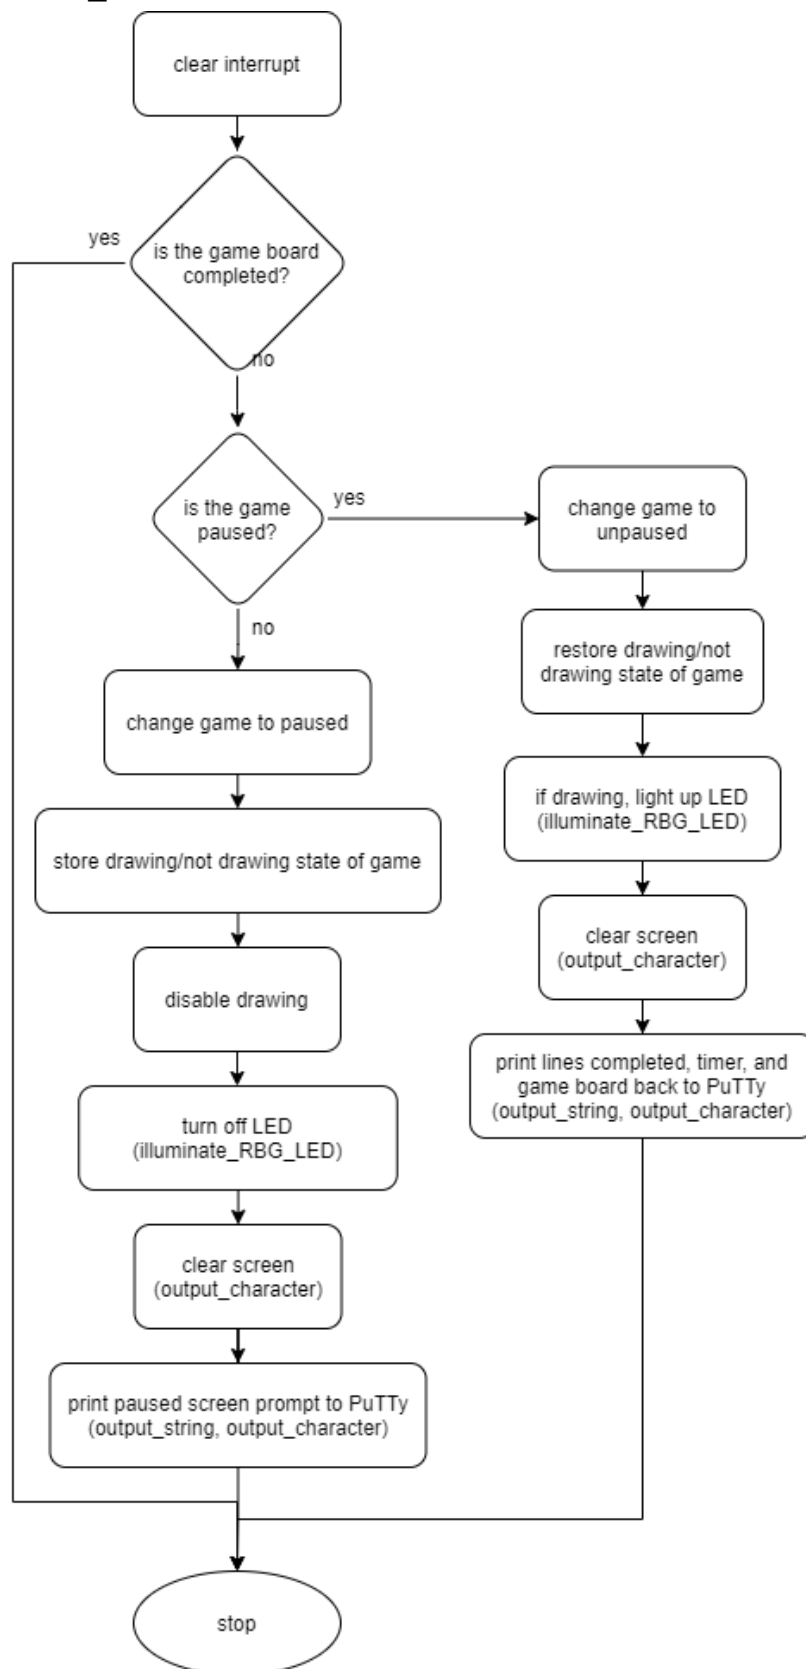 clear interrupt
yes
is the game board
completed?
no
is the game
paused?
yes
change game to
unpaused
no
restore drawing/not
drawing state of game
change game to paused
if drawing, light up LED
(illuminate_RBG_LED)
store drawing/not drawing state of game
clear screen
(output_character)
disable drawing
print lines completed, timer, and
game board back to PuTTy
(output_string, output_character)
turn off LED
(illuminate_RBG_LED)
clear screen
(output_character)
print paused screen prompt to PuTTy
(output_string, output_character)
stop